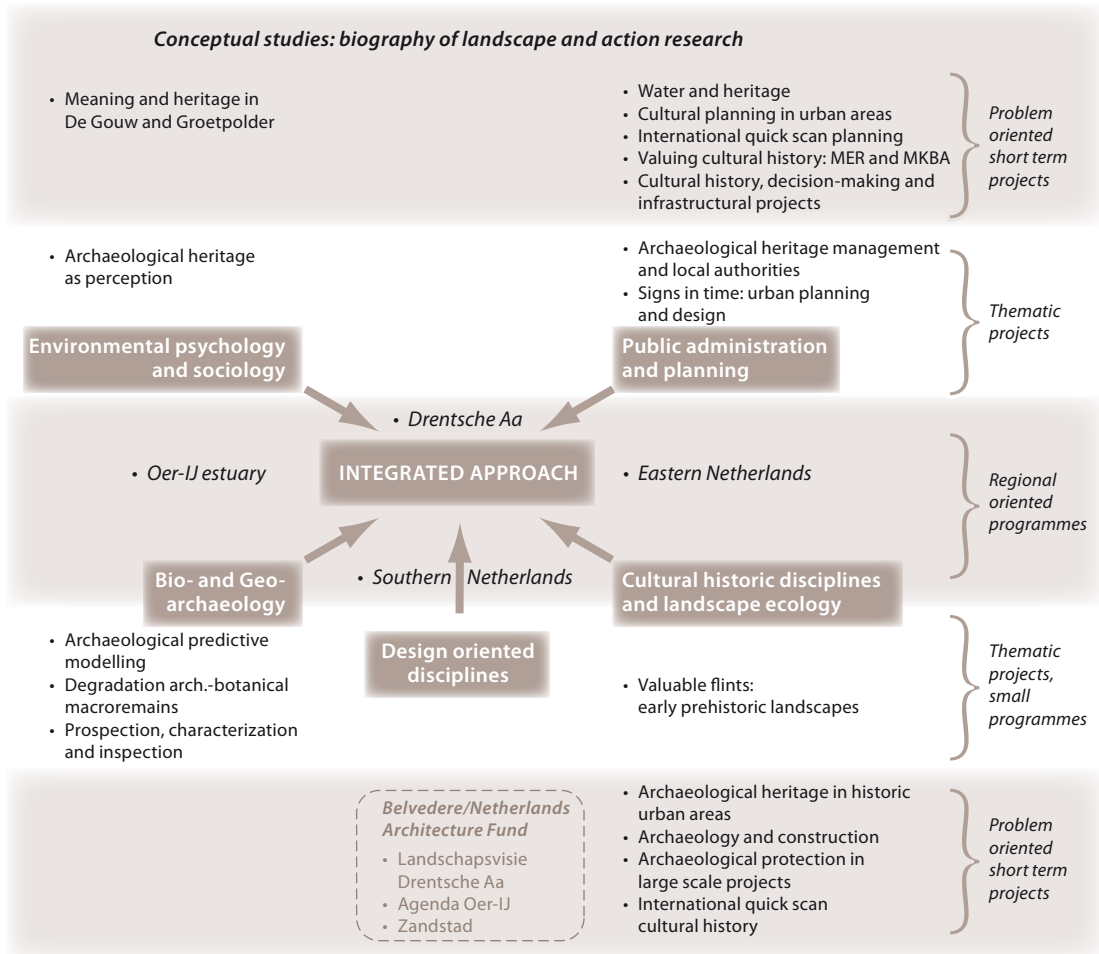 Conceptual studies: biography of landscape and action research
• Meaning and heritage in
De Gouw and Groetpolder
• Water and heritage
• Cultural planning in urban areas
• International quick scan planning
• Valuing cultural history: MER and MKBA
• Cultural history, decision-making and
infrastructural projects
Problem
oriented
short term
projects
• Archaeological heritage
as perception
• Archaeological heritage management
and local authorities
• Signs in time: urban planning
and design
Thematic
projects
Environmental psychology
and sociology
Public administration
and planning
• Drentsche Aa
• Oer-IJ estuary
INTEGRATED APPROACH
• Eastern Netherlands
Regional
oriented
programmes
Bio- and Geo-
archaeology
• Southern Netherlands
Cultural historic disciplines
and landscape ecology
• Archaeological predictive
modelling
• Degradation arch.-botanical
macroremains
• Prospection, characterization
and inspection
Design oriented
disciplines
• Valuable flints:
early prehistoric landscapes
Thematic
projects,
small
programmes
Belvedere/Netherlands
Architecture Fund
• Landschapsvisie
Drentsche Aa
• Agenda Oer-IJ
• Zandstad
• Archaeological heritage in historic
urban areas
• Archaeology and construction
• Archaeological protection in
large scale projects
• International quick scan
cultural history
Problem
oriented
short term
projects